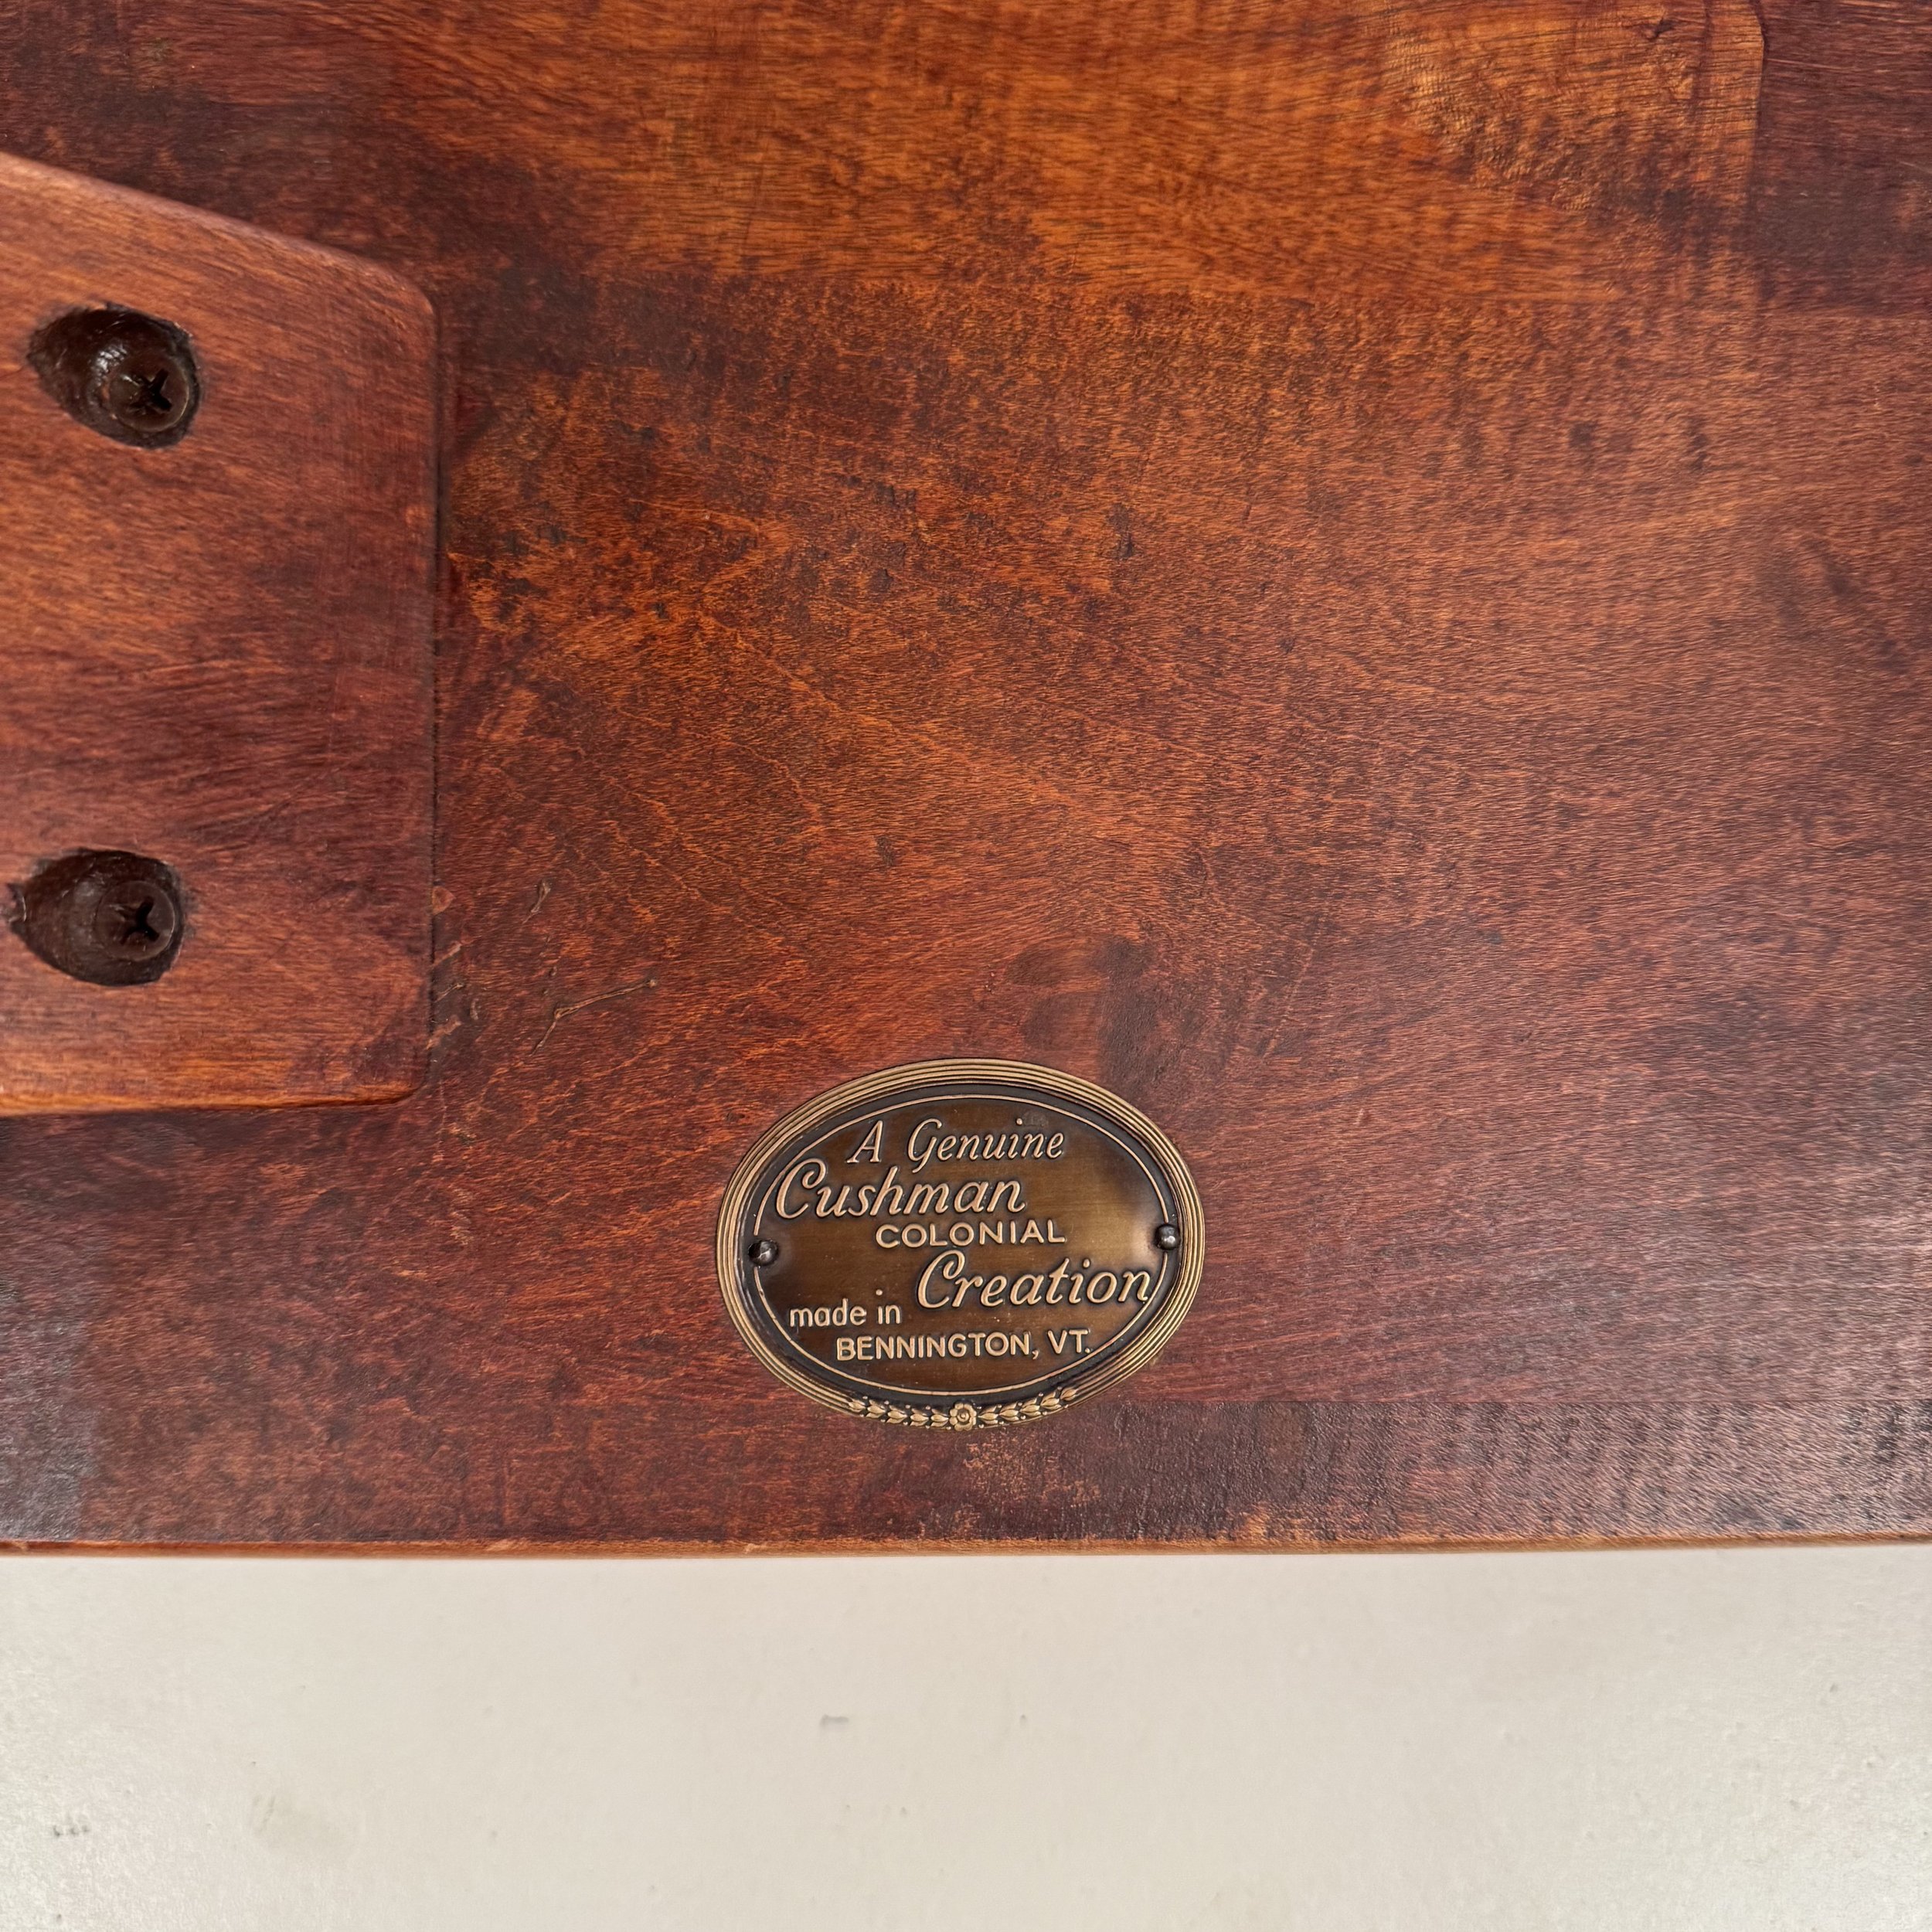 A Genuine
Cushman
COLONIAL
Creation
made in
BENNINGTON, VT.